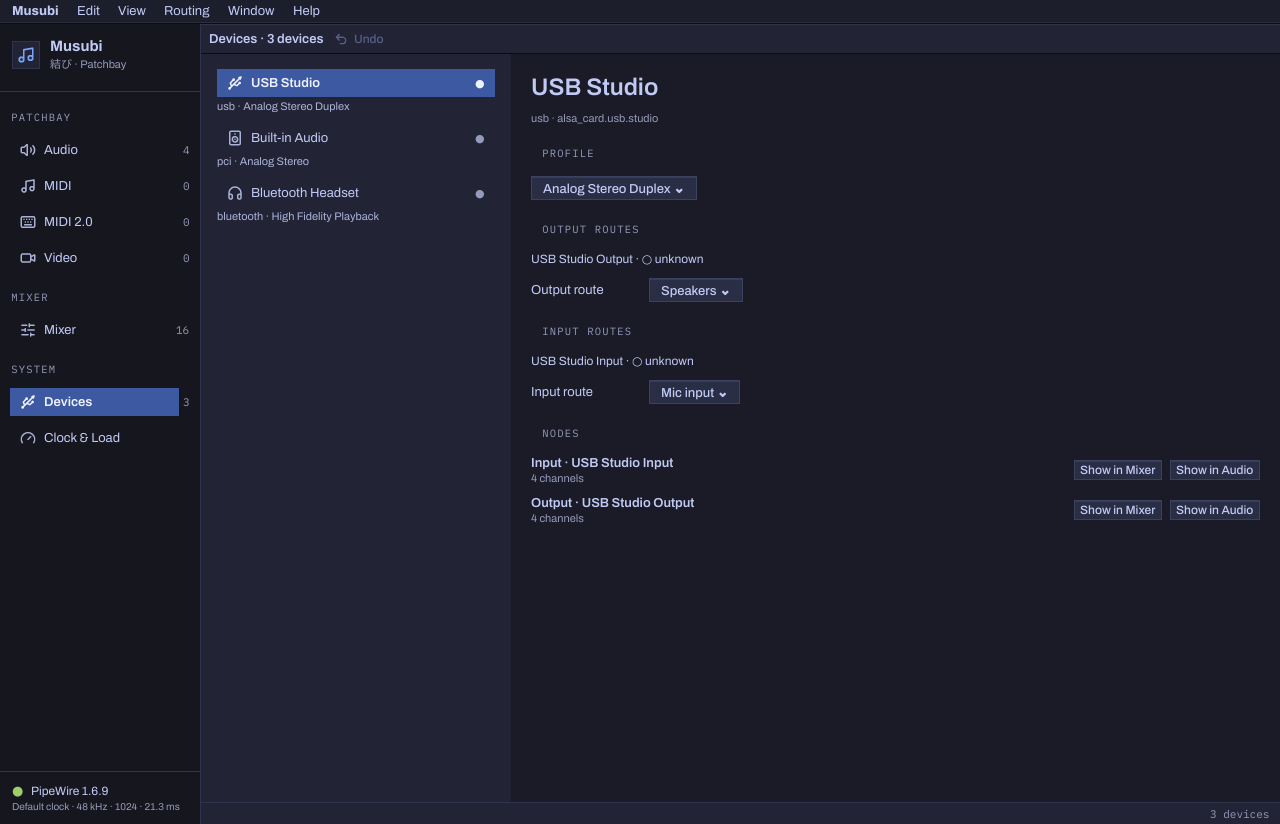 Musubi Edit View Routing Window Help
Musubi
結び · Patchbay
Devices · 3 devices Undo
PATCHBAY
Audio 4
MIDI 0
MIDI 2.0 0
Video 0
MIXER
Mixer 16
SYSTEM
Devices 3
Clock & Load
PipeWire 1.6.9
Default clock · 48 kHz · 1024 · 21.3 ms
USB Studio
usb · Analog Stereo Duplex
Built-in Audio
pci · Analog Stereo
Bluetooth Headset
bluetooth · High Fidelity Playback
USB Studio
usb · alsa_card.usb.studio
PROFILE
Analog Stereo Duplex
OUTPUT ROUTES
USB Studio Output · ○ unknown
Output route Speakers
INPUT ROUTES
USB Studio Input · ○ unknown
Input route Mic input
NODES
Input · USB Studio Input
4 channels
Show in Mixer Show in Audio
Output · USB Studio Output
4 channels
Show in Mixer Show in Audio
3 devices